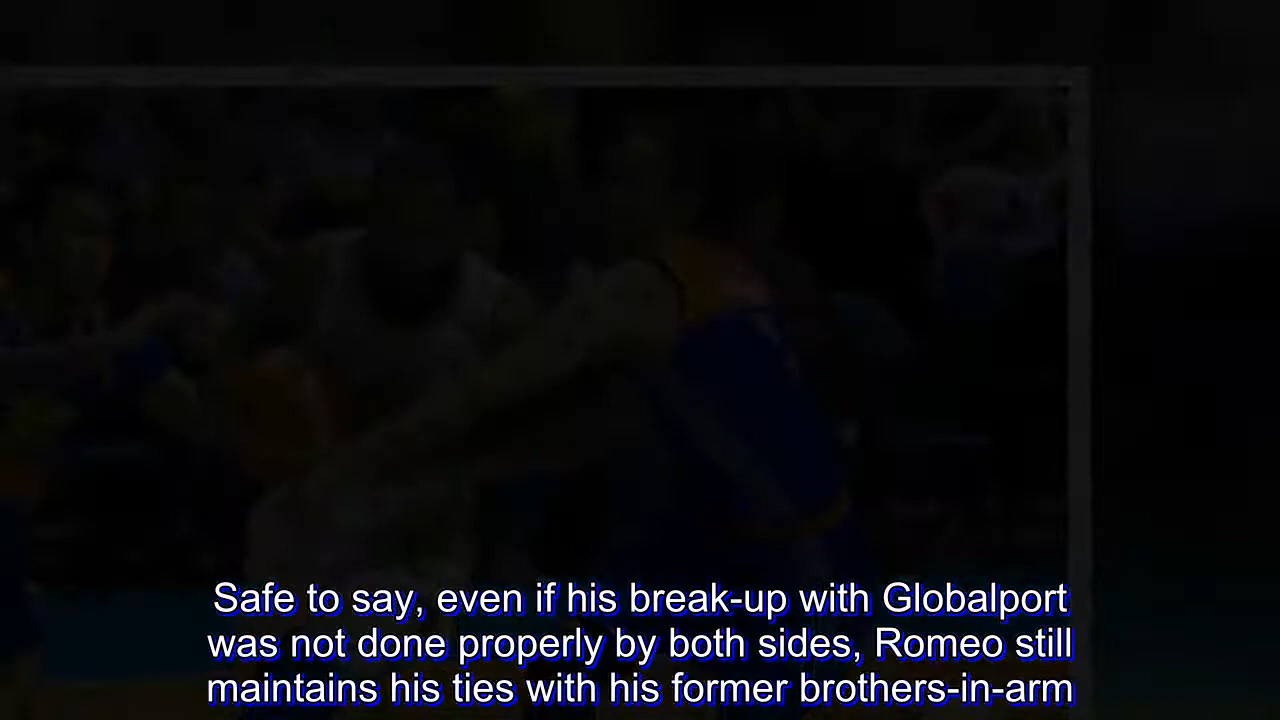 Safe to say, even if his break-up with Globalport
was not done properly by both sides, Romeo still
maintains his ties with his former brothers-in-arm